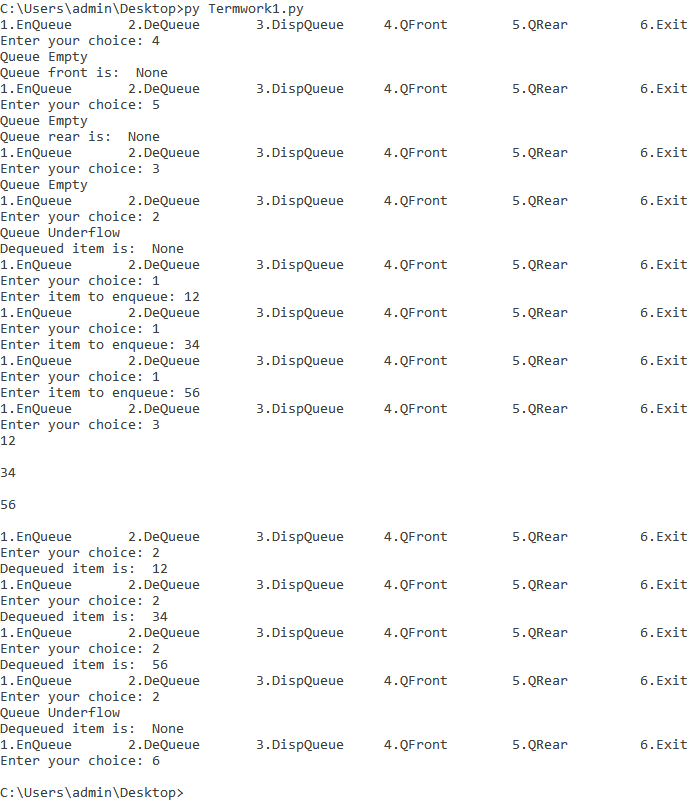 C:\Users\admin\Desktop>py Termwork1.py
1.EnQueue       2.DeQueue       3.DispQueue     4.QFront        5.QRear         6.Exit
Enter your choice: 4
Queue Empty
Queue front is:  None
1.EnQueue       2.DeQueue       3.DispQueue     4.QFront        5.QRear         6.Exit
Enter your choice: 5
Queue Empty
Queue rear is:  None
1.EnQueue       2.DeQueue       3.DispQueue     4.QFront        5.QRear         6.Exit
Enter your choice: 3
Queue Empty
1.EnQueue       2.DeQueue       3.DispQueue     4.QFront        5.QRear         6.Exit
Enter your choice: 2
Queue Underflow
Dequeued item is:  None
1.EnQueue       2.DeQueue       3.DispQueue     4.QFront        5.QRear         6.Exit
Enter your choice: 1
Enter item to enqueue: 12
1.EnQueue       2.DeQueue       3.DispQueue     4.QFront        5.QRear         6.Exit
Enter your choice: 1
Enter item to enqueue: 34
1.EnQueue       2.DeQueue       3.DispQueue     4.QFront        5.QRear         6.Exit
Enter your choice: 1
Enter item to enqueue: 56
1.EnQueue       2.DeQueue       3.DispQueue     4.QFront        5.QRear         6.Exit
Enter your choice: 3
12
34
56
1.EnQueue       2.DeQueue       3.DispQueue     4.QFront        5.QRear         6.Exit
Enter your choice: 2
Dequeued item is:  12
1.EnQueue       2.DeQueue       3.DispQueue     4.QFront        5.QRear         6.Exit
Enter your choice: 2
Dequeued item is:  34
1.EnQueue       2.DeQueue       3.DispQueue     4.QFront        5.QRear         6.Exit
Enter your choice: 2
Dequeued item is:  56
1.EnQueue       2.DeQueue       3.DispQueue     4.QFront        5.QRear         6.Exit
Enter your choice: 2
Queue Underflow
Dequeued item is:  None
1.EnQueue       2.DeQueue       3.DispQueue     4.QFront        5.QRear         6.Exit
Enter your choice: 6
C:\Users\admin\Desktop>